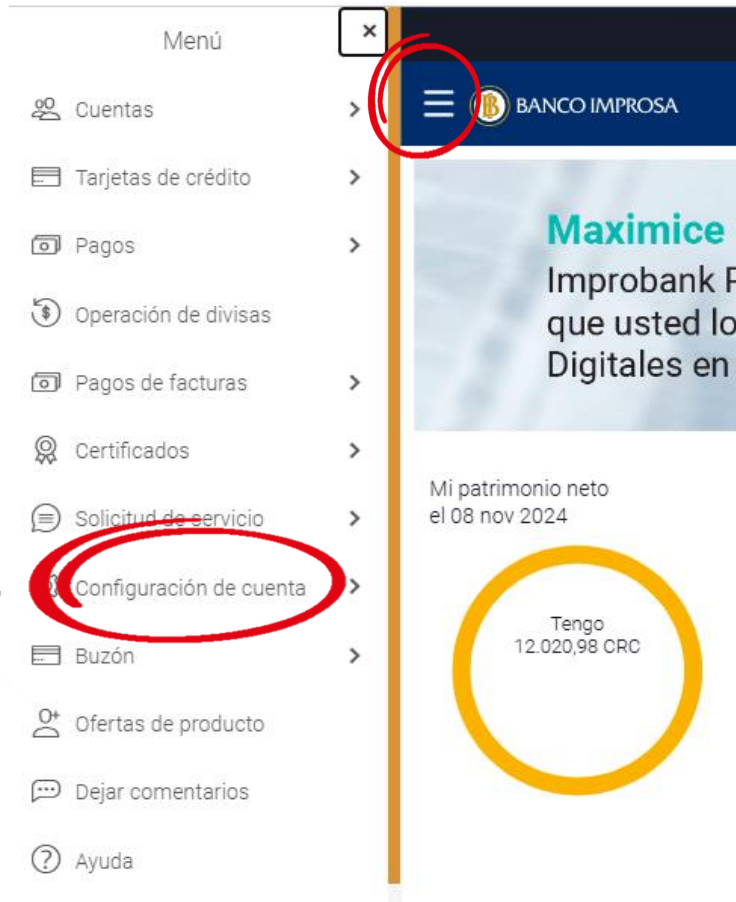 Menú
×
Cuentas
Tarjetas de crédito
Pagos
Operación de divisas
Pagos de facturas
Certificados
Solicitud de servicio
Configuración de cuenta
Buzón
Ofertas de producto
Dejar comentarios
Ayuda
BANCO IMPROSA
Maximice
Improbank P
que usted lo
Digitales en
Mi patrimonio neto
el 08 nov 2024
Tengo
12.020,98 CRC